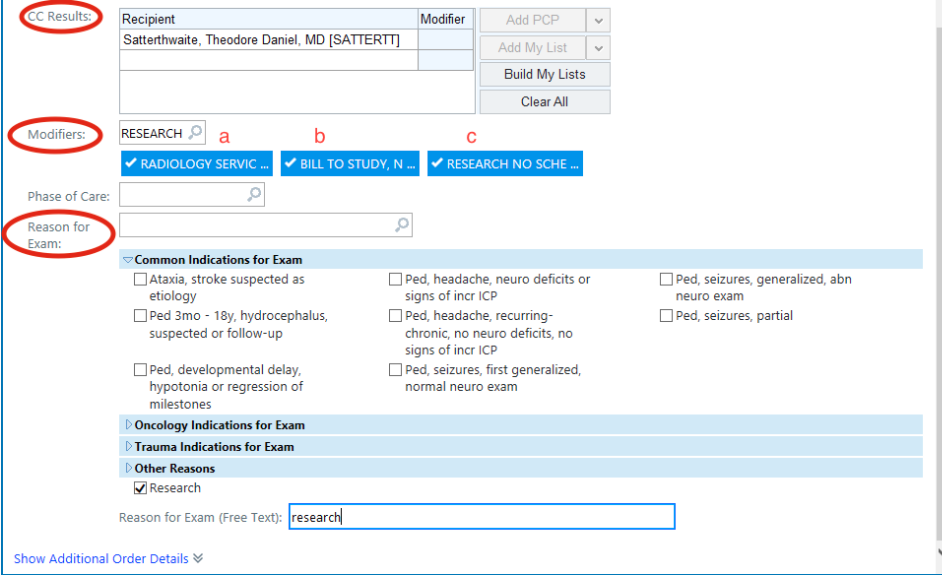 CC Results:
Recipient Modifier
Satterthwaite, Theodore Daniel, MD [SATTERTT]
Add PCP
Add My List
Build My Lists
Clear All
Modifiers:
RESEARCH
a b c
RADIOLOGY SERVIC ... BILL TO STUDY, N ... RESEARCH NO SCHE ...
Phase of Care:
Reason for
Exam:
Common Indications for Exam
Ataxia, stroke suspected as
etiology
Ped, headache, neuro deficits or
signs of incr ICP
Ped, seizures, generalized, abn
neuro exam
Ped 3mo - 18y, hydrocephalus,
suspected or follow-up
Ped, headache, recurring-
chronic, no neuro deficits, no
signs of incr ICP
Ped, seizures, partial
Ped, developmental delay,
hypotonia or regression of
milestones
Ped, seizures, first generalized,
normal neuro exam
Oncology Indications for Exam
Trauma Indications for Exam
Other Reasons
Research
Reason for Exam (Free Text): research
Show Additional Order Details